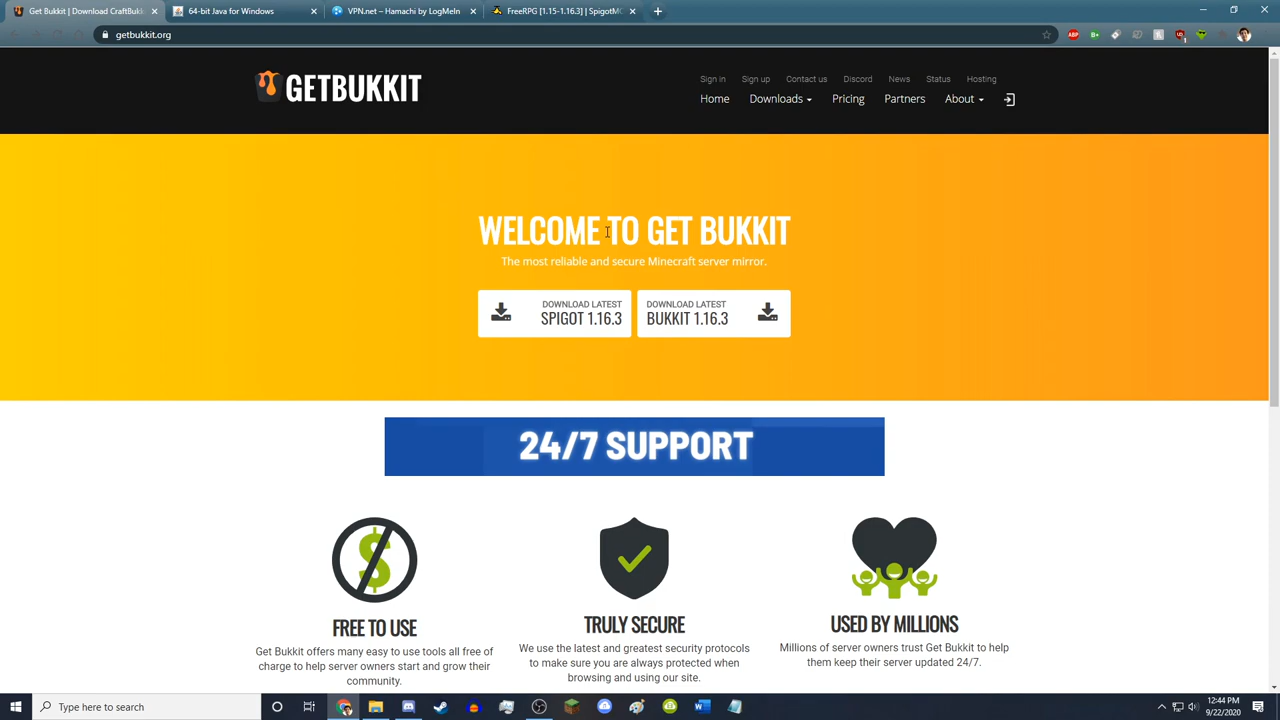 Get Bukkit | Download CraftBuk
64-bit Java for Windows
VPN.net – Hamachi by LogMeIn
FreeRPG [1.15-1.16.3] | SpigotMC
getbukkit.org
ABP
GETBUKKIT
Sign in Sign up Contact us Discord News Status Hosting
Home Downloads Pricing Partners About
WELCOME TO GET BUKKIT
The most reliable and secure Minecraft server mirror.
DOWNLOAD LATEST
SPIGOT 1.16.3
DOWNLOAD LATEST
BUKKIT 1.16.3
24/7 SUPPORT
FREE TO USE
Get Bukkit offers many easy to use tools all free of
charge to help server owners start and grow their
community.
TRULY SECURE
We use the latest and greatest security protocols
to make sure you are always protected when
browsing and using our site.
USED BY MILLIONS
Millions of server owners trust Get Bukkit to help
them keep their server updated 24/7.
Type here to search
12:44 PM
9/22/2020